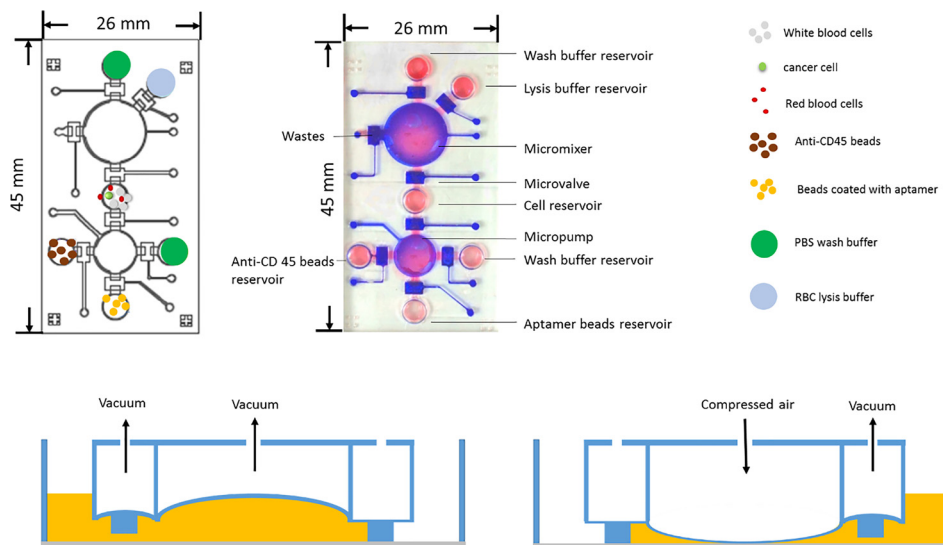 26 mm
45 mm
26 mm
45 mm
Wash buffer reservoir
Lysis buffer reservoir
Wastes
Micromixer
Microvalve
Cell reservoir
Micropump
Anti-CD 45 beads
reservoir
Wash buffer reservoir
Aptamer beads reservoir
White blood cells
cancer cell
Red blood cells
Anti-CD45 beads
Beads coated with aptamer
PBS wash buffer
RBC lysis buffer
Vacuum
Vacuum
Compressed air
Vacuum